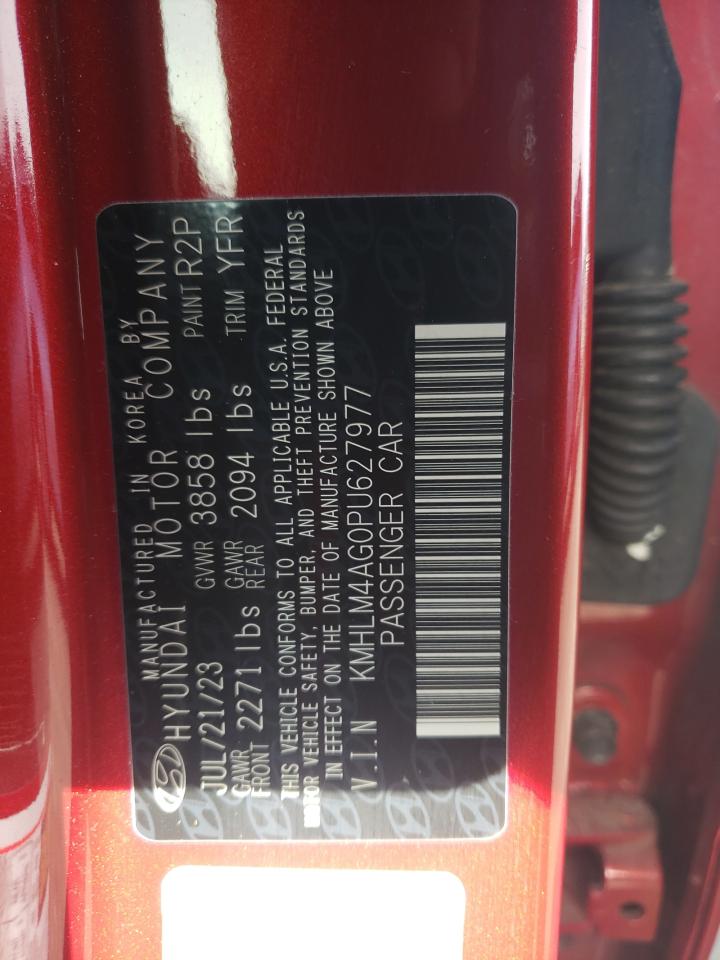 MANUFACTURED IN KOREA BY
HYUNDAI MOTOR COMPANY
JUL/21/23 GVWR 3858 lbs PAINT R2P
GAWR FRONT 2271 lbs GAWR REAR 2094 lbs TRIM YFR
THIS VEHICLE CONFORMS TO ALL APPLICABLE U.S.A. FEDERAL
MOTOR VEHICLE SAFETY, BUMPER, AND THEFT PREVENTION STANDARDS
IN EFFECT ON THE DATE OF MANUFACTURE SHOWN ABOVE
V.I.N KMHLM4AG0PU627977
PASSENGER CAR